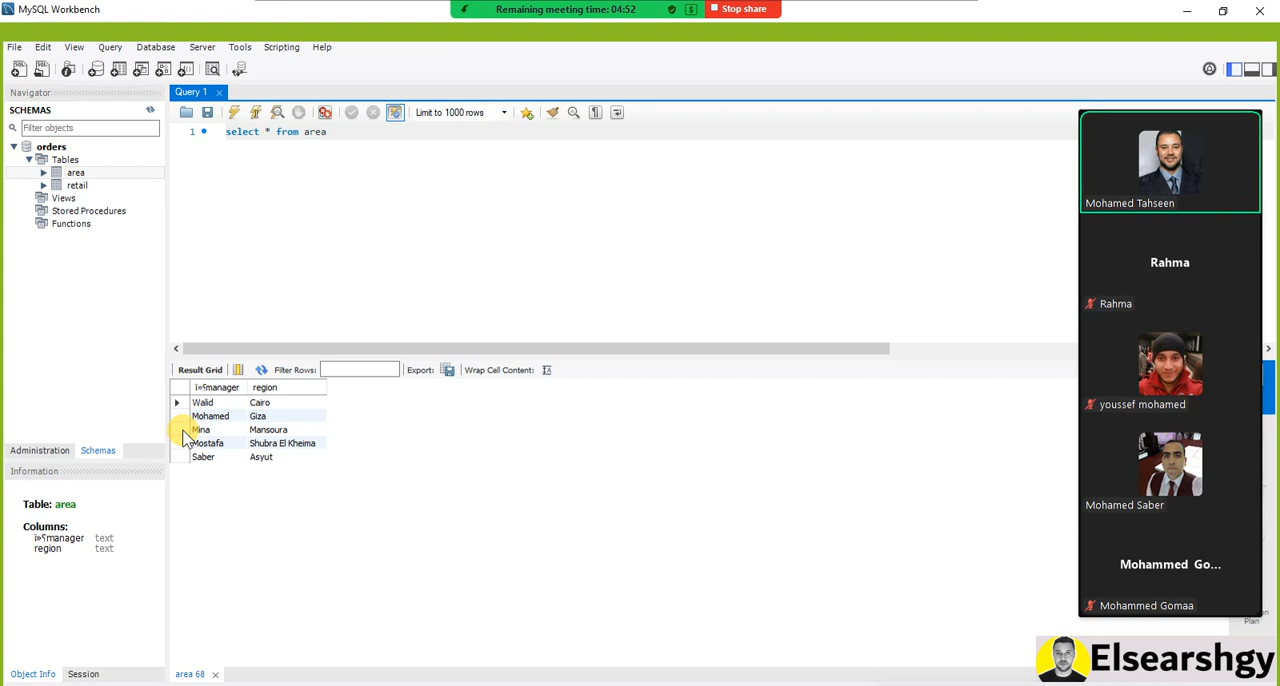 MySQL Workbench
Remaining meeting time: 04:52
Stop share
File Edit View Query Database Server Tools Scripting Help
Navigator
SCHEMAS
Filter objects
orders
Tables
area
retail
Views
Stored Procedures
Functions
Administration Schemas
Information
Table: area
Columns:
ï»؟manager text
region text
Object Info Session
Query 1
Limit to 1000 rows
1 select * from area
Result Grid Filter Rows: Export: Wrap Cell Content:
ï»؟manager region
Walid Cairo
Mohamed Giza
Mina Mansoura
Mostafa Shubra El Kheima
Saber Asyut
area 68
Mohamed Tahseen
Rahma
Rahma
youssef mohamed
Mohamed Saber
Mohammed Go...
Mohammed Gomaa
Plan
Elsearshgy